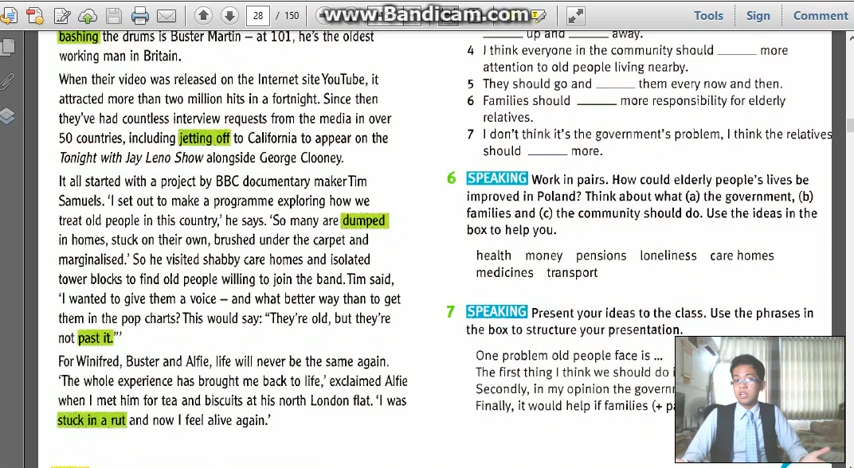 28 / 150
www.Bandicam.com
Tools
Sign
Comment
bashing the drums is Buster Martin – at 101, he's the oldest
working man in Britain.
When their video was released on the Internet site YouTube, it
attracted more than two million hits in a fortnight. Since then
they've had countless interview requests from the media in over
50 countries, including jetting off to California to appear on the
Tonight with Jay Leno Show alongside George Clooney.
It all started with a project by BBC documentary maker Tim
Samuels. 'I set out to make a programme exploring how we
treat old people in this country,' he says. 'So many are dumped
in homes, stuck on their own, brushed under the carpet and
marginalised.' So he visited shabby care homes and isolated
tower blocks to find old people willing to join the band. Tim said,
'I wanted to give them a voice – and what better way than to get
them in the pop charts? This would say: "They're old, but they're
not past it."'
For Winifred, Buster and Alfie, life will never be the same again.
'The whole experience has brought me back to life,' exclaimed Alfie
when I met him for tea and biscuits at his north London flat. 'I was
stuck in a rut and now I feel alive again.'
______ up and ______ away.
4 I think everyone in the community should ______ more
attention to old people living nearby.
5 They should go and ______ them every now and then.
6 Families should ______ more responsibility for elderly
relatives.
7 I don't think it's the government's problem, I think the relatives
should ______ more.
6 SPEAKING Work in pairs. How could elderly people's lives be
improved in Poland? Think about what (a) the government, (b)
families and (c) the community should do. Use the ideas in the
box to help you.
health money pensions loneliness care homes
medicines transport
7 SPEAKING Present your ideas to the class. Use the phrases in
the box to structure your presentation.
One problem old people face is ...
The first thing I think we should do
Secondly, in my opinion the govern
Finally, it would help if families (+ pa